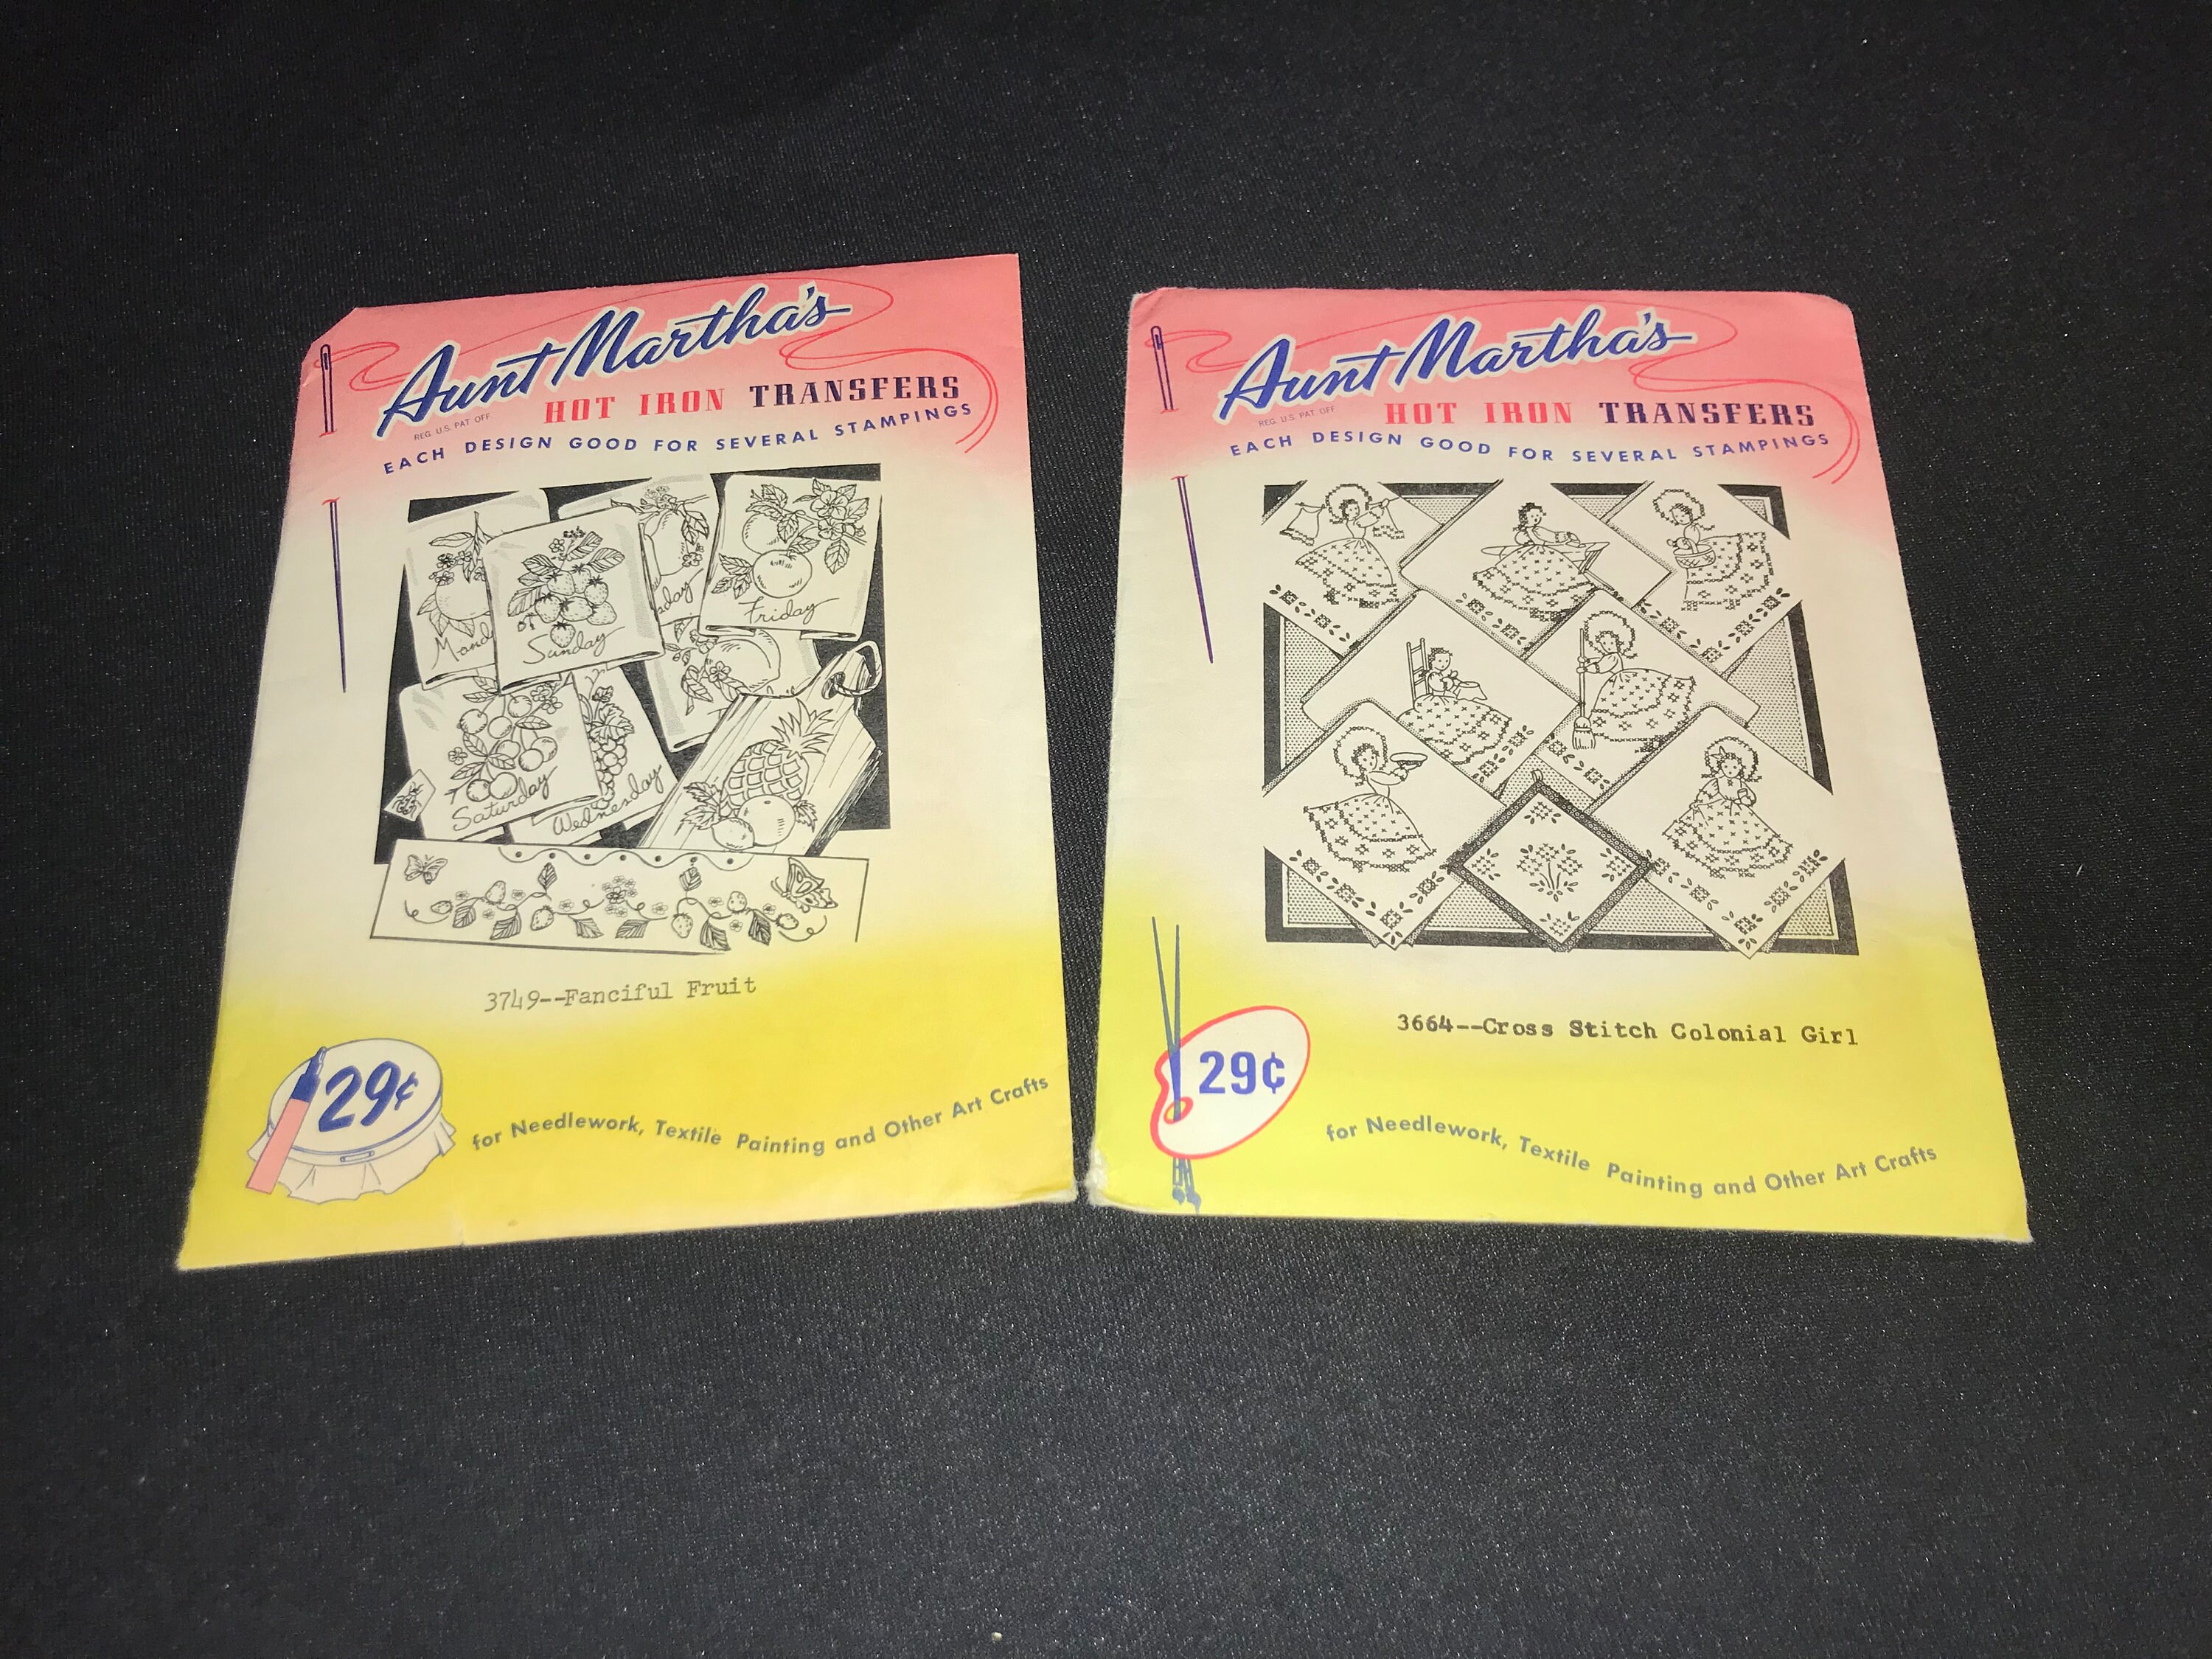 Aunt Martha's
REG. U.S. PAT. OFF
HOT IRON TRANSFERS
EACH DESIGN GOOD FOR SEVERAL STAMPINGS
Friday
Sunday
Saturday
Wednesday
3749--Fanciful Fruit
29¢
for Needlework, Textile Painting and Other Art Crafts
Aunt Martha's
REG. U.S. PAT. OFF
HOT IRON TRANSFERS
EACH DESIGN GOOD FOR SEVERAL STAMPINGS
3664--Cross Stitch Colonial Girl
29¢
for Needlework, Textile Painting and Other Art Crafts